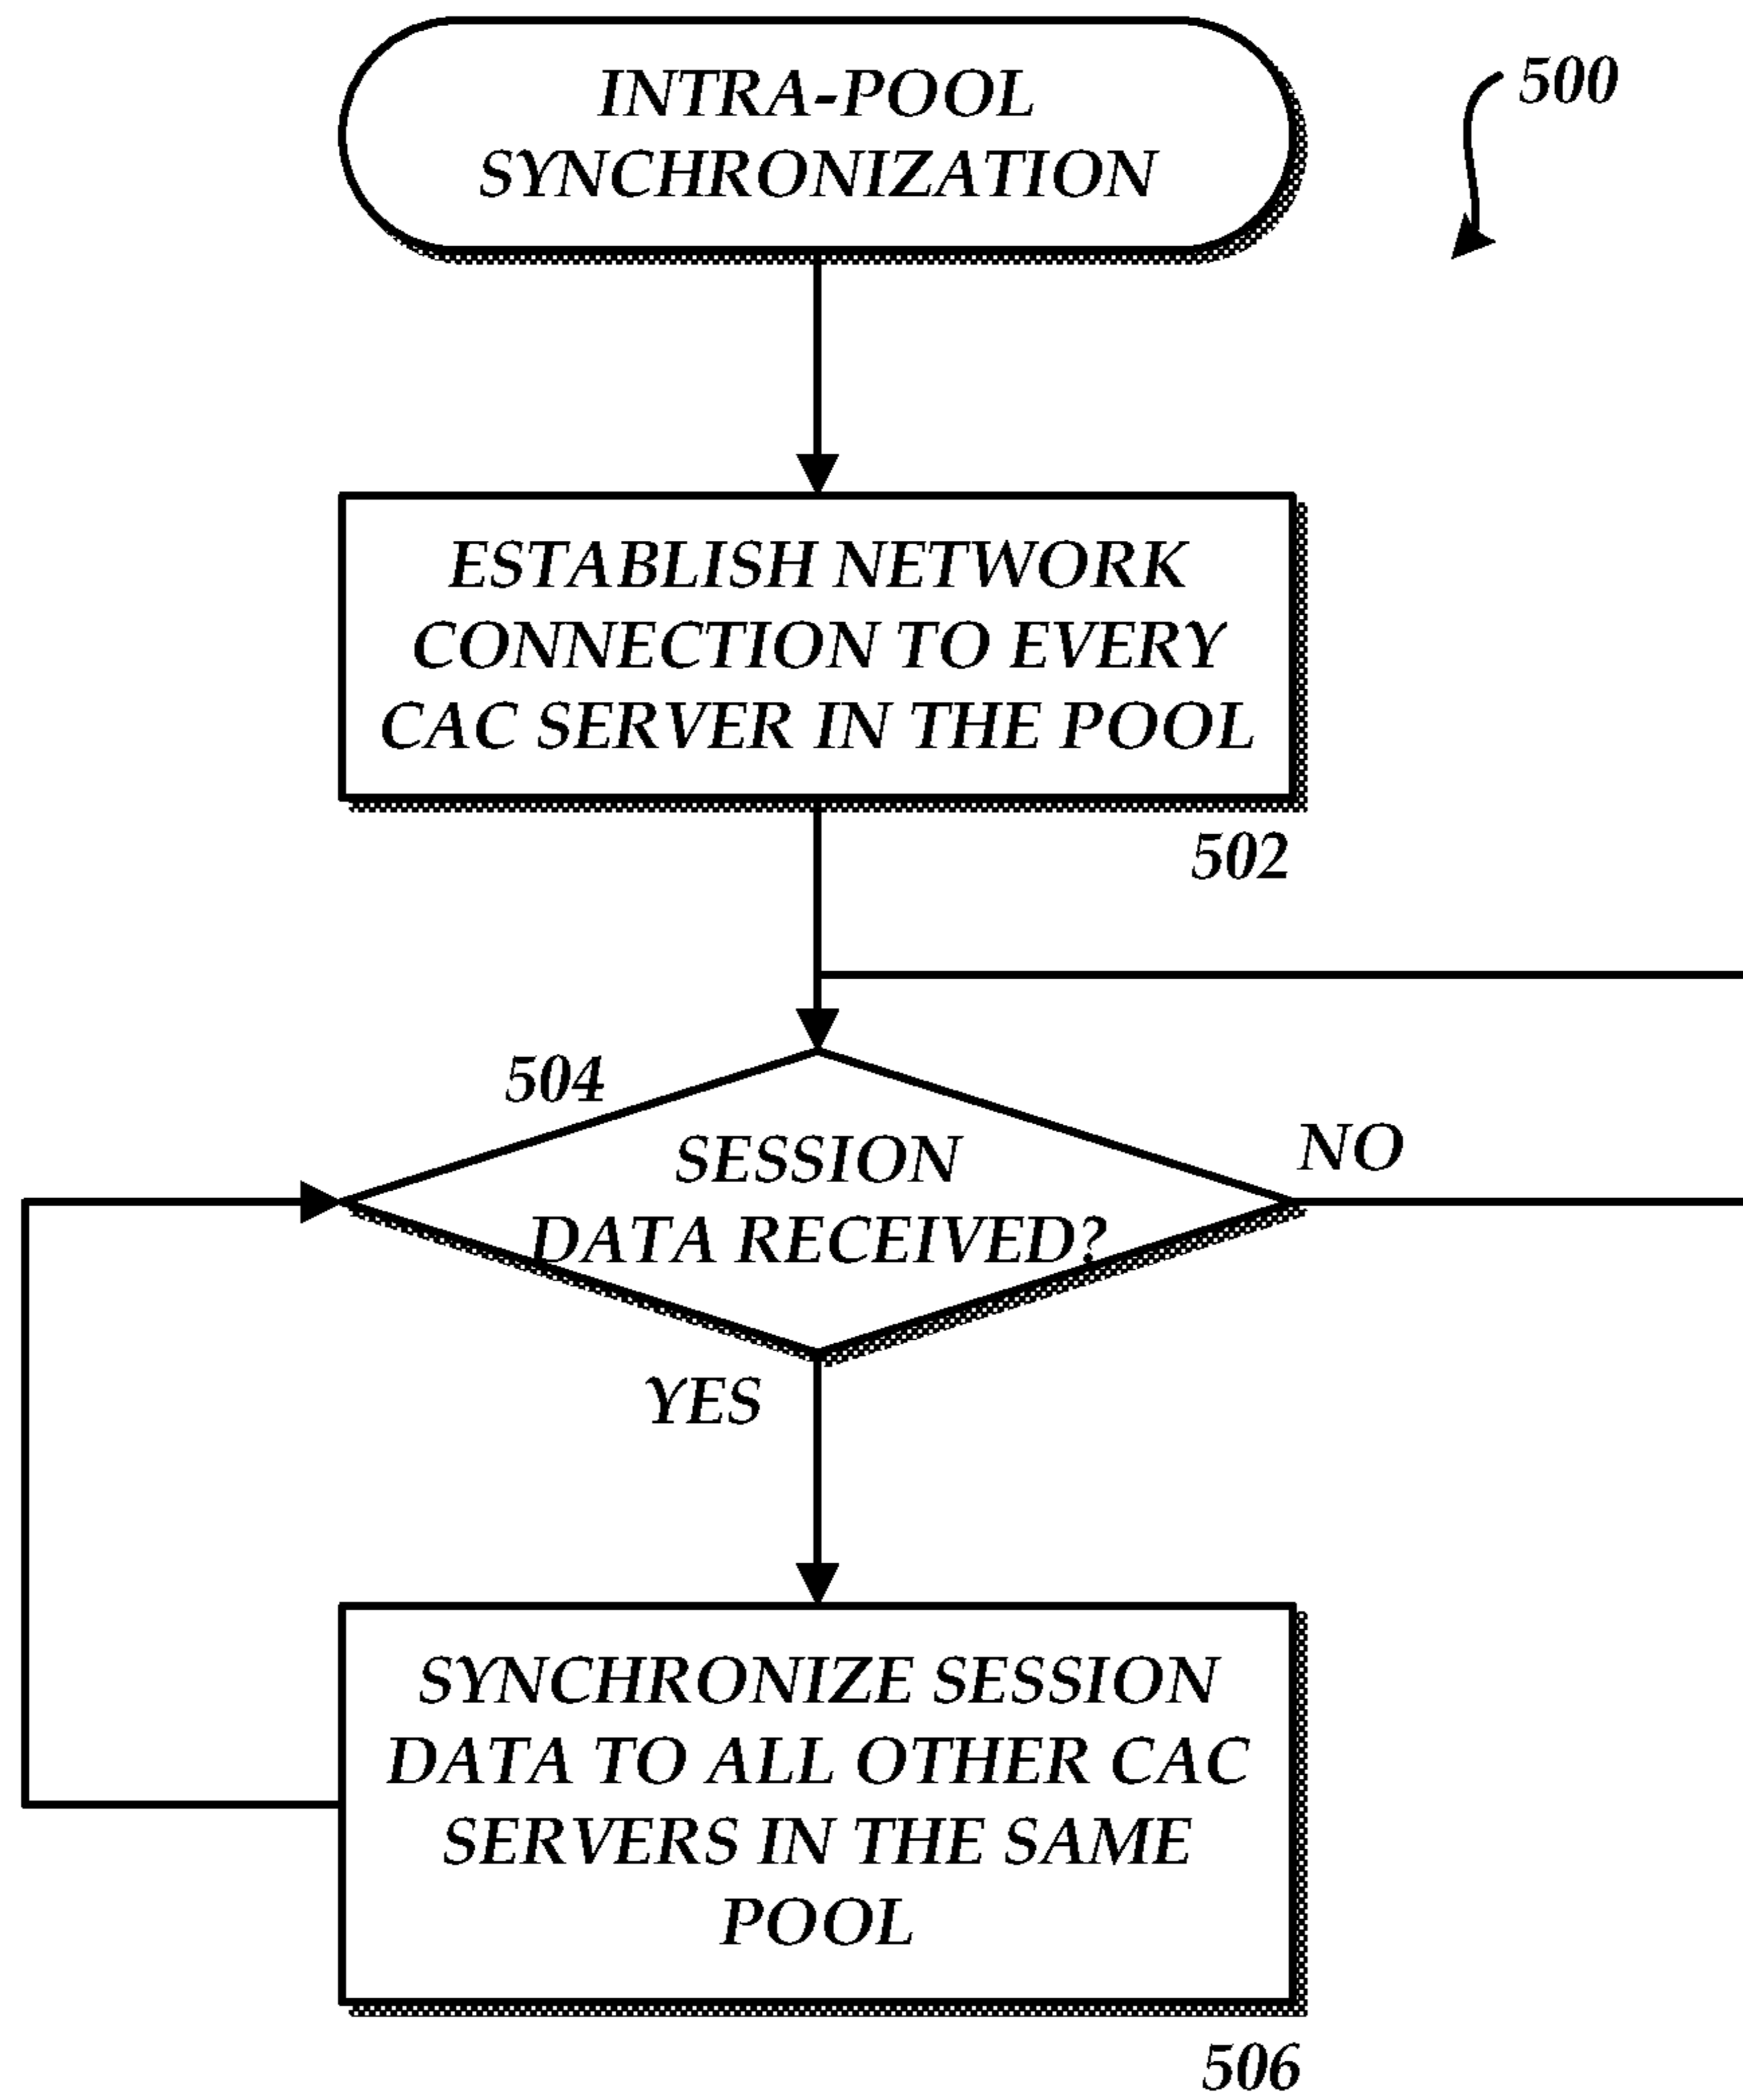 INTRA-POOL
SYNCHRONIZATION
500
ESTABLISH NETWORK
CONNECTION TO EVERY
CAC SERVER IN THE POOL
502
504
SESSION
DATA RECEIVED?
NO
YES
SYNCHRONIZE SESSION
DATA TO ALL OTHER CAC
SERVERS IN THE SAME
POOL
506